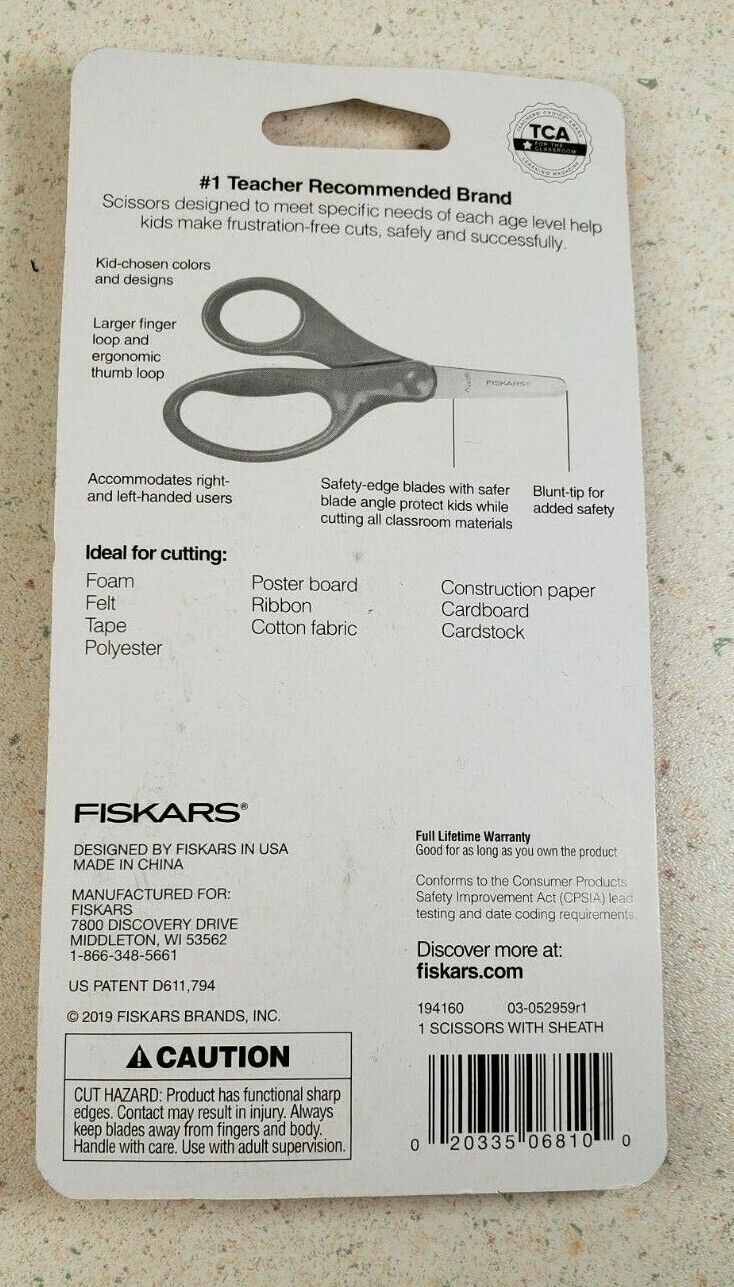 TEACHERS' CHOICE AWARD
TCA
FOR THE
CLASSROOM
LEARNING® MAGAZINE
#1 Teacher Recommended Brand
Scissors designed to meet specific needs of each age level help
kids make frustration-free cuts, safely and successfully.
Kid-chosen colors
and designs
Larger finger
loop and
ergonomic
thumb loop
FISKARS®
Accommodates right-
and left-handed users
Safety-edge blades with safer
blade angle protect kids while
cutting all classroom materials
Blunt-tip for
added safety
Ideal for cutting:
Foam
Felt
Tape
Polyester
Poster board
Ribbon
Cotton fabric
Construction paper
Cardboard
Cardstock
FISKARS®
DESIGNED BY FISKARS IN USA
MADE IN CHINA
MANUFACTURED FOR:
FISKARS
7800 DISCOVERY DRIVE
MIDDLETON, WI 53562
1-866-348-5661
US PATENT D611,794
© 2019 FISKARS BRANDS, INC.
CAUTION
CUT HAZARD: Product has functional sharp
edges. Contact may result in injury. Always
keep blades away from fingers and body.
Handle with care. Use with adult supervision.
Full Lifetime Warranty
Good for as long as you own the product
Conforms to the Consumer Products
Safety Improvement Act (CPSIA) lead
testing and date coding requirements.
Discover more at:
fiskars.com
194160 03-052959r1
1 SCISSORS WITH SHEATH
0 20335 06810 0